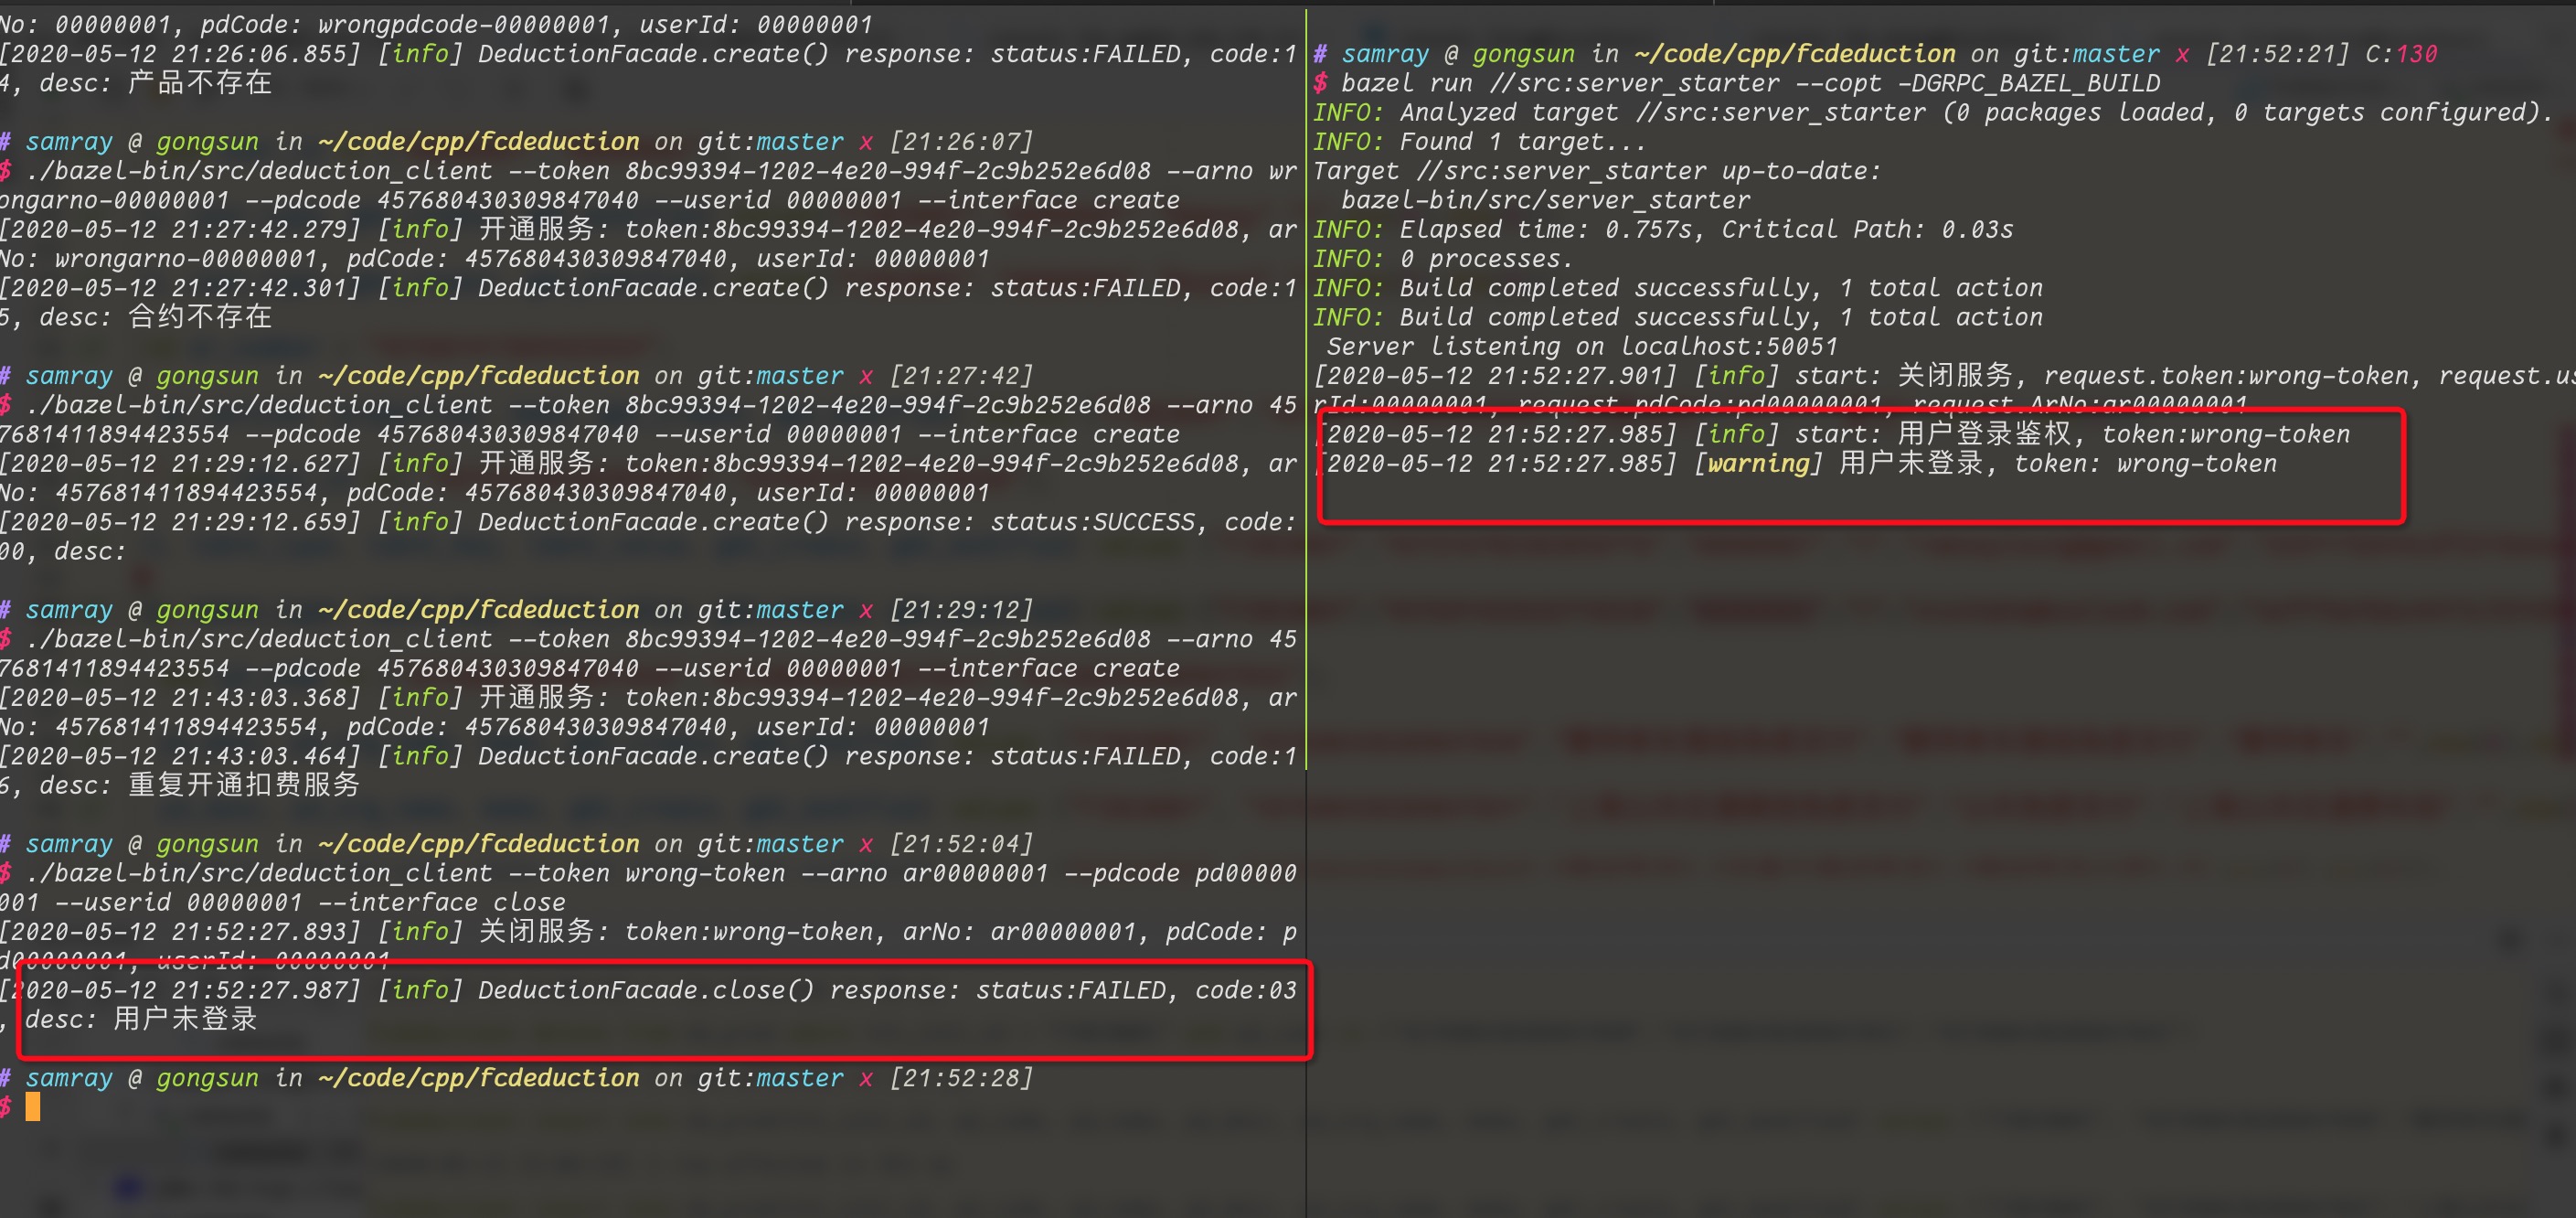 No: 00000001, pdCode: wrongpdcode-00000001, userId: 00000001
[2020-05-12 21:26:06.855] [info] DeductionFacade.create() response: status:FAILED, code:1
4, desc: 产品不存在
# samray @ gongsun in ~/code/cpp/fcdeduction on git:master x [21:26:07]
$ ./bazel-bin/src/deduction_client --token 8bc99394-1202-4e20-994f-2c9b252e6d08 --arno wr
ongarno-00000001 --pdcode 457680430309847040 --userid 00000001 --interface create
[2020-05-12 21:27:42.279] [info] 开通服务: token:8bc99394-1202-4e20-994f-2c9b252e6d08, ar
No: wrongarno-00000001, pdCode: 457680430309847040, userId: 00000001
[2020-05-12 21:27:42.301] [info] DeductionFacade.create() response: status:FAILED, code:1
5, desc: 合约不存在
# samray @ gongsun in ~/code/cpp/fcdeduction on git:master x [21:27:42]
$ ./bazel-bin/src/deduction_client --token 8bc99394-1202-4e20-994f-2c9b252e6d08 --arno 45
7681411894423554 --pdcode 457680430309847040 --userid 00000001 --interface create
[2020-05-12 21:29:12.627] [info] 开通服务: token:8bc99394-1202-4e20-994f-2c9b252e6d08, ar
No: 457681411894423554, pdCode: 457680430309847040, userId: 00000001
[2020-05-12 21:29:12.659] [info] DeductionFacade.create() response: status:SUCCESS, code:
00, desc:
# samray @ gongsun in ~/code/cpp/fcdeduction on git:master x [21:29:12]
$ ./bazel-bin/src/deduction_client --token 8bc99394-1202-4e20-994f-2c9b252e6d08 --arno 45
7681411894423554 --pdcode 457680430309847040 --userid 00000001 --interface create
[2020-05-12 21:43:03.368] [info] 开通服务: token:8bc99394-1202-4e20-994f-2c9b252e6d08, ar
No: 457681411894423554, pdCode: 457680430309847040, userId: 00000001
[2020-05-12 21:43:03.464] [info] DeductionFacade.create() response: status:FAILED, code:1
6, desc: 重复开通扣费服务
# samray @ gongsun in ~/code/cpp/fcdeduction on git:master x [21:52:04]
$ ./bazel-bin/src/deduction_client --token wrong-token --arno ar00000001 --pdcode pd00000
001 --userid 00000001 --interface close
[2020-05-12 21:52:27.893] [info] 关闭服务: token:wrong-token, arNo: ar00000001, pdCode: p
d00000001, userId: 00000001
[2020-05-12 21:52:27.987] [info] DeductionFacade.close() response: status:FAILED, code:03
, desc: 用户未登录
# samray @ gongsun in ~/code/cpp/fcdeduction on git:master x [21:52:28]
$
# samray @ gongsun in ~/code/cpp/fcdeduction on git:master x [21:52:21] C:130
$ bazel run //src:server_starter --copt -DGRPC_BAZEL_BUILD
INFO: Analyzed target //src:server_starter (0 packages loaded, 0 targets configured).
INFO: Found 1 target...
Target //src:server_starter up-to-date:
bazel-bin/src/server_starter
INFO: Elapsed time: 0.757s, Critical Path: 0.03s
INFO: 0 processes.
INFO: Build completed successfully, 1 total action
INFO: Build completed successfully, 1 total action
Server listening on localhost:50051
[2020-05-12 21:52:27.901] [info] start: 关闭服务, request.token:wrong-token, request.us
rId:00000001, request.pdCode:pd00000001, request.ArNo:ar00000001
[2020-05-12 21:52:27.985] [info] start: 用户登录鉴权, token:wrong-token
[2020-05-12 21:52:27.985] [warning] 用户未登录, token: wrong-token